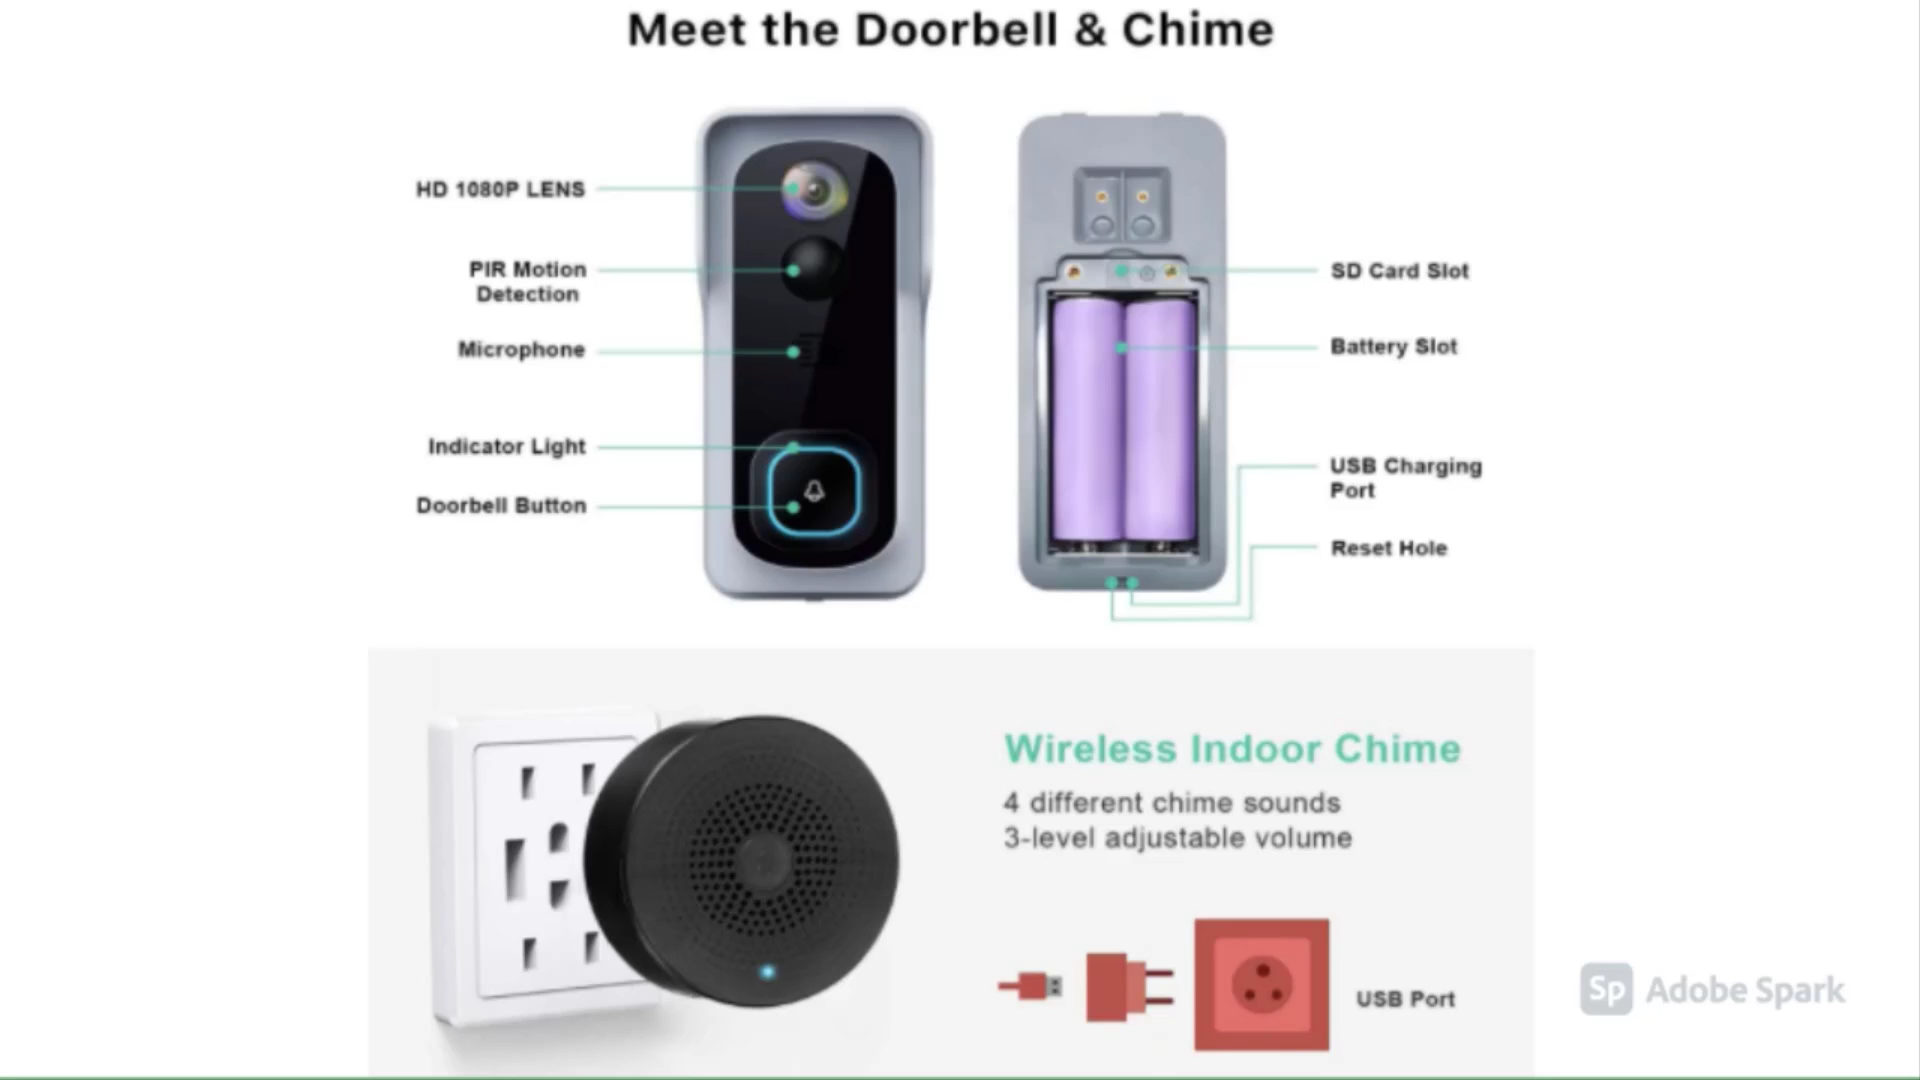 Meet the Doorbell & Chime
HD 1080P LENS
PIR Motion
Detection
Microphone
Indicator Light
Doorbell Button
SD Card Slot
Battery Slot
USB Charging
Port
Reset Hole
Wireless Indoor Chime
4 different chime sounds
3-level adjustable volume
USB Port
Sp Adobe Spark